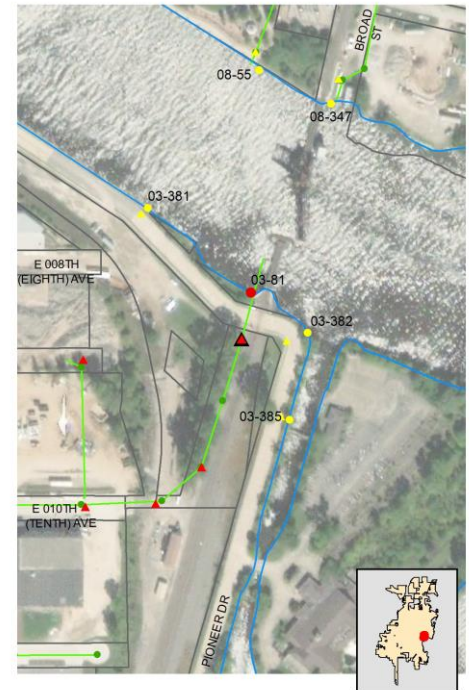 BROAD
ST
08-55
08-347
03-381
E 008TH
(EIGHTH) AVE
03-81
03-382
03-385
E 010TH
(TENTH) AVE
PIONEER DR